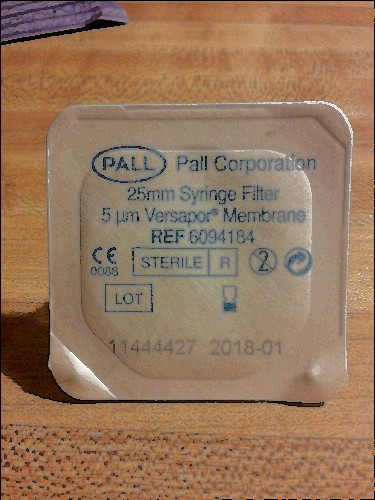 PALL Pall Corporation
25mm Syringe Filter
5 µm Versapor® Membrane
REF 6094184
CE 0088 STERILE R 2
LOT
11444427 2018-01